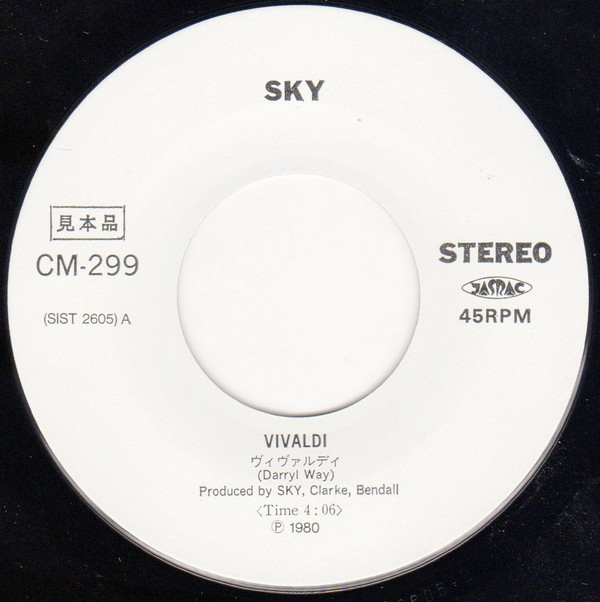 SKY
見本品
CM-299
(SIST 2605) A
STEREO
JASRAC
45RPM
VIVALDI
ヴィヴァルディ
(Darryl Way)
Produced by SKY, Clarke, Bendall
〈Time 4:06〉
Ⓟ 1980